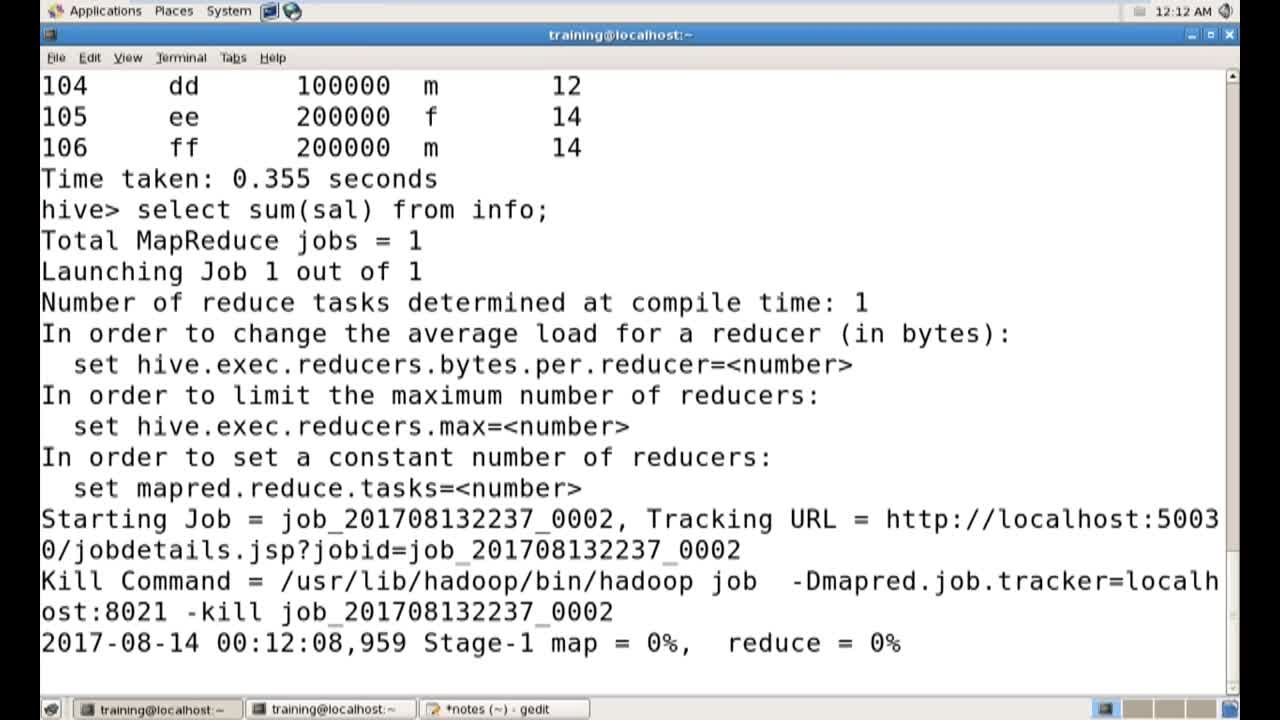 Applications Places System 12:12 AM
training@localhost:~
File Edit View Terminal Tabs Help
104 dd 100000 m 12
105 ee 200000 f 14
106 ff 200000 m 14
Time taken: 0.355 seconds
hive> select sum(sal) from info;
Total MapReduce jobs = 1
Launching Job 1 out of 1
Number of reduce tasks determined at compile time: 1
In order to change the average load for a reducer (in bytes):
  set hive.exec.reducers.bytes.per.reducer=<number>
In order to limit the maximum number of reducers:
  set hive.exec.reducers.max=<number>
In order to set a constant number of reducers:
  set mapred.reduce.tasks=<number>
Starting Job = job_201708132237_0002, Tracking URL = http://localhost:5003
0/jobdetails.jsp?jobid=job_201708132237_0002
Kill Command = /usr/lib/hadoop/bin/hadoop job  -Dmapred.job.tracker=localh
ost:8021 -kill job_201708132237_0002
2017-08-14 00:12:08,959 Stage-1 map = 0%,  reduce = 0%
training@localhost:~ training@localhost:~ *notes (~) - gedit